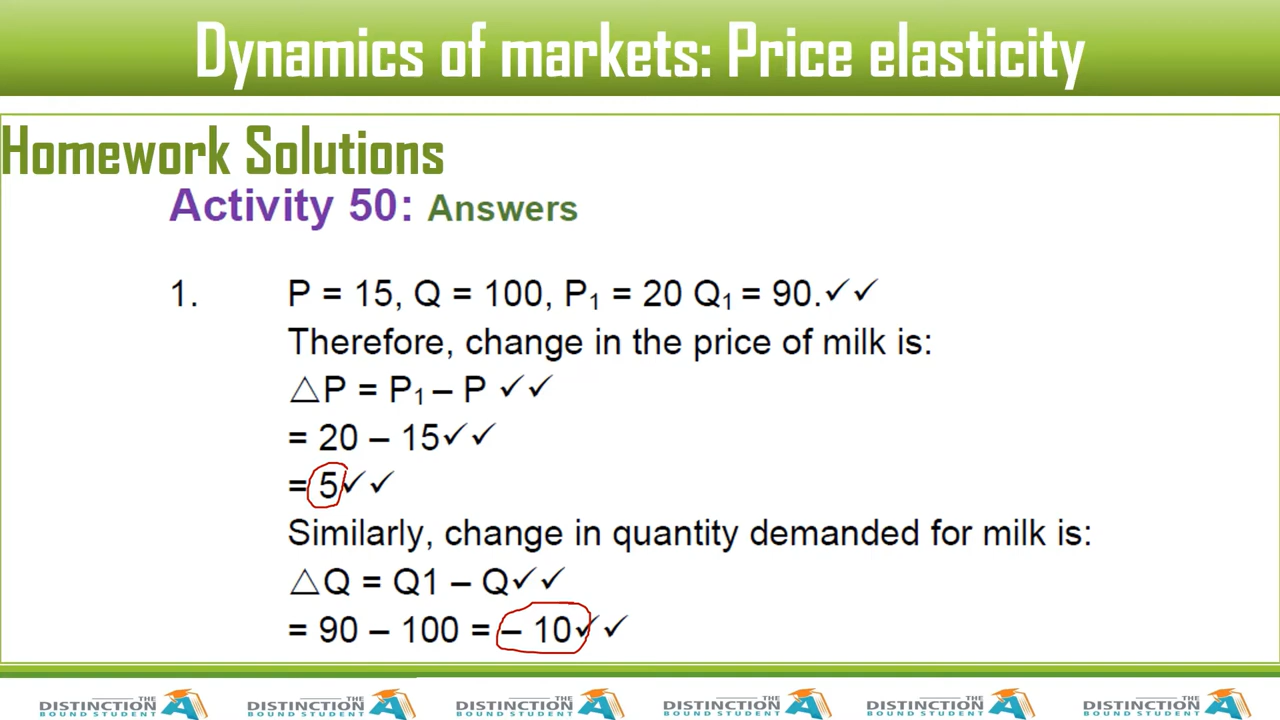 Dynamics of markets: Price elasticity
Homework Solutions
Activity 50: Answers
1. P = 15, Q = 100, P₁ = 20 Q₁ = 90.✓✓
Therefore, change in the price of milk is:
△P = P₁ – P ✓✓
= 20 – 15✓✓
= 5✓✓
Similarly, change in quantity demanded for milk is:
△Q = Q1 – Q✓✓
= 90 – 100 = – 10✓✓
THE DISTINCTION BOUND STUDENT THE DISTINCTION BOUND STUDENT THE DISTINCTION BOUND STUDENT THE DISTINCTION BOUND STUDENT THE DISTINCTION BOUND STUDENT THE DISTINCTION BOUND STUDENT